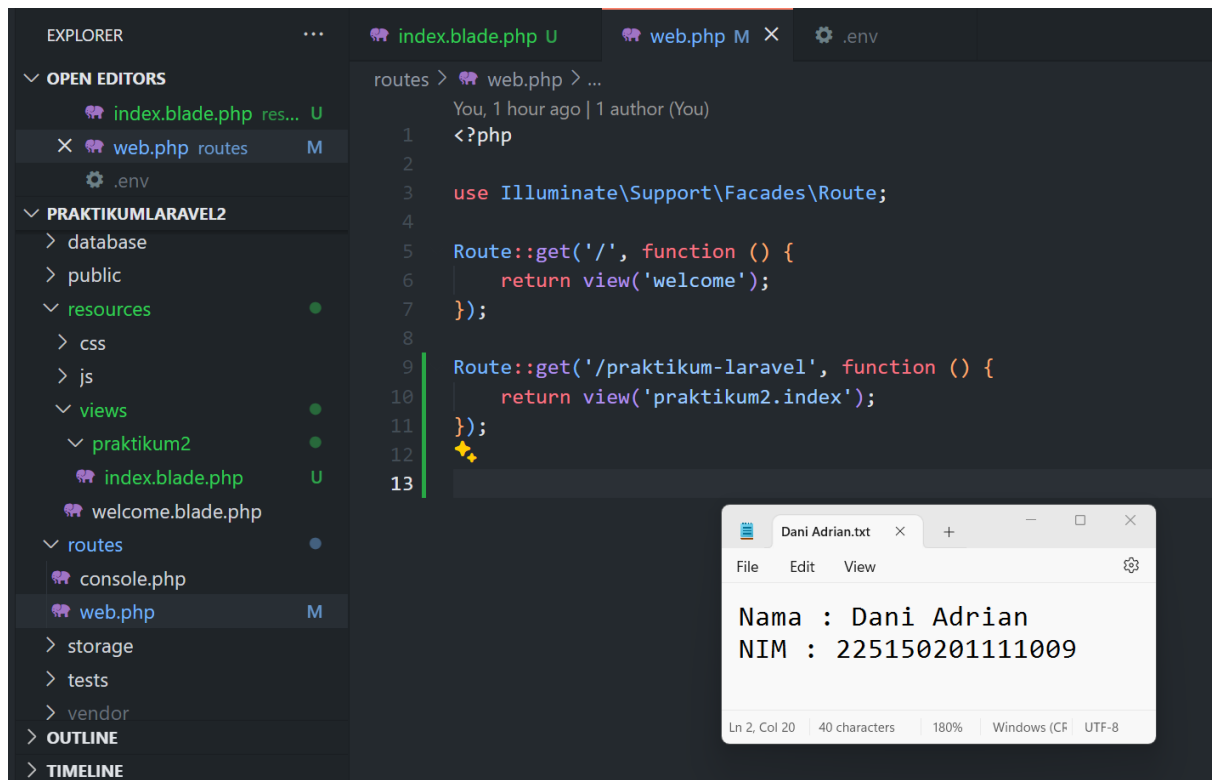 EXPLORER ...
OPEN EDITORS
index.blade.php res... U
web.php routes M
.env
PRAKTIKUMLARAVEL2
database
public
resources
css
js
views
praktikum2
index.blade.php U
welcome.blade.php
routes
console.php
web.php M
storage
tests
vendor
OUTLINE
TIMELINE
index.blade.php U
web.php M
.env
routes > web.php > ...
You, 1 hour ago | 1 author (You)
1 <?php
2
3 use Illuminate\Support\Facades\Route;
4
5 Route::get('/', function () {
6 return view('welcome');
7 });
8
9 Route::get('/praktikum-laravel', function () {
10 return view('praktikum2.index');
11 });
12
13
Dani Adrian.txt
File Edit View
Nama : Dani Adrian
NIM : 225150201111009
Ln 2, Col 20 40 characters 180% Windows (CR UTF-8